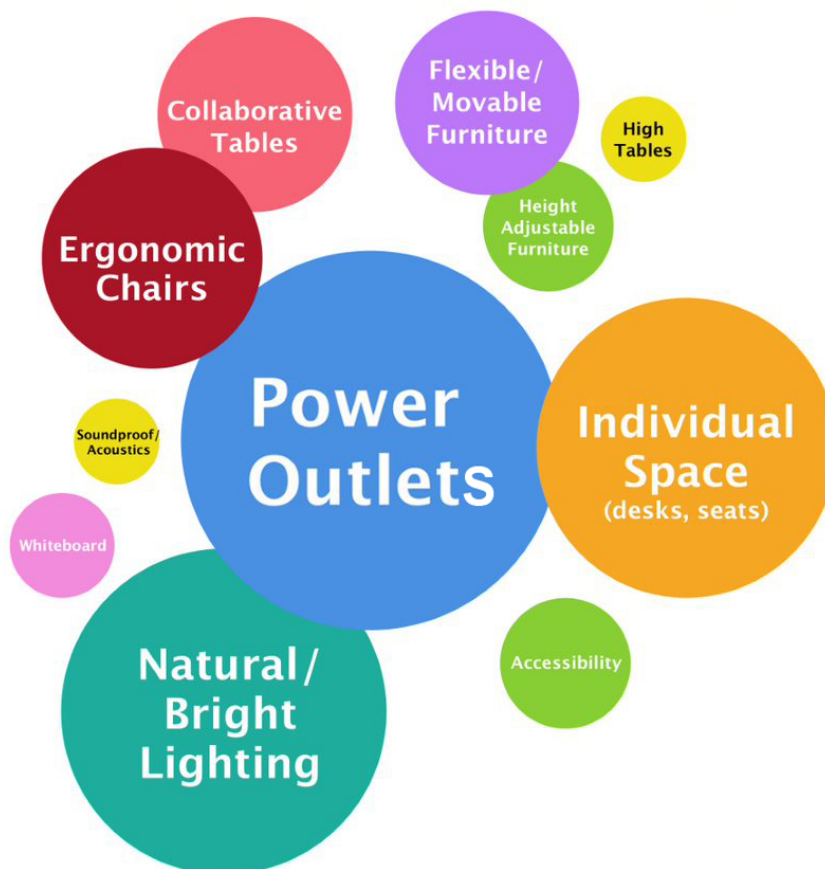 Collaborative
Tables
Flexible/
Movable
Furniture
High
Tables
Height
Adjustable
Furniture
Ergonomic
Chairs
Power
Outlets
Individual
Space
(desks, seats)
Soundproof/
Acoustics
Whiteboard
Natural/
Bright
Lighting
Accessibility